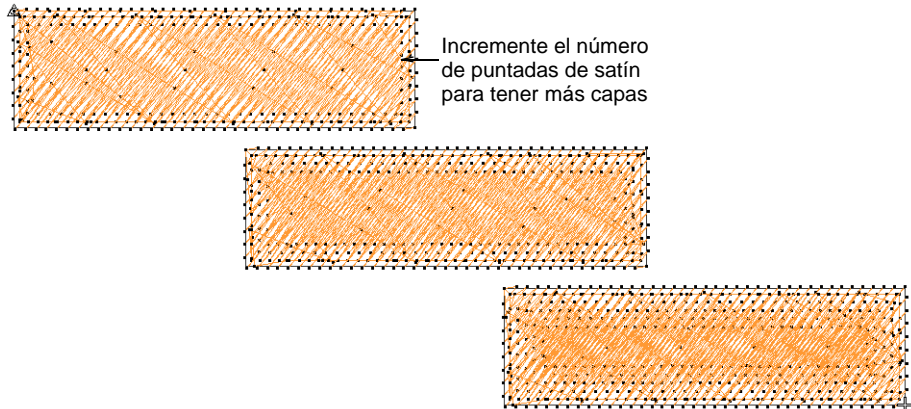 Incremente el número
de puntadas de satín
para tener más capas